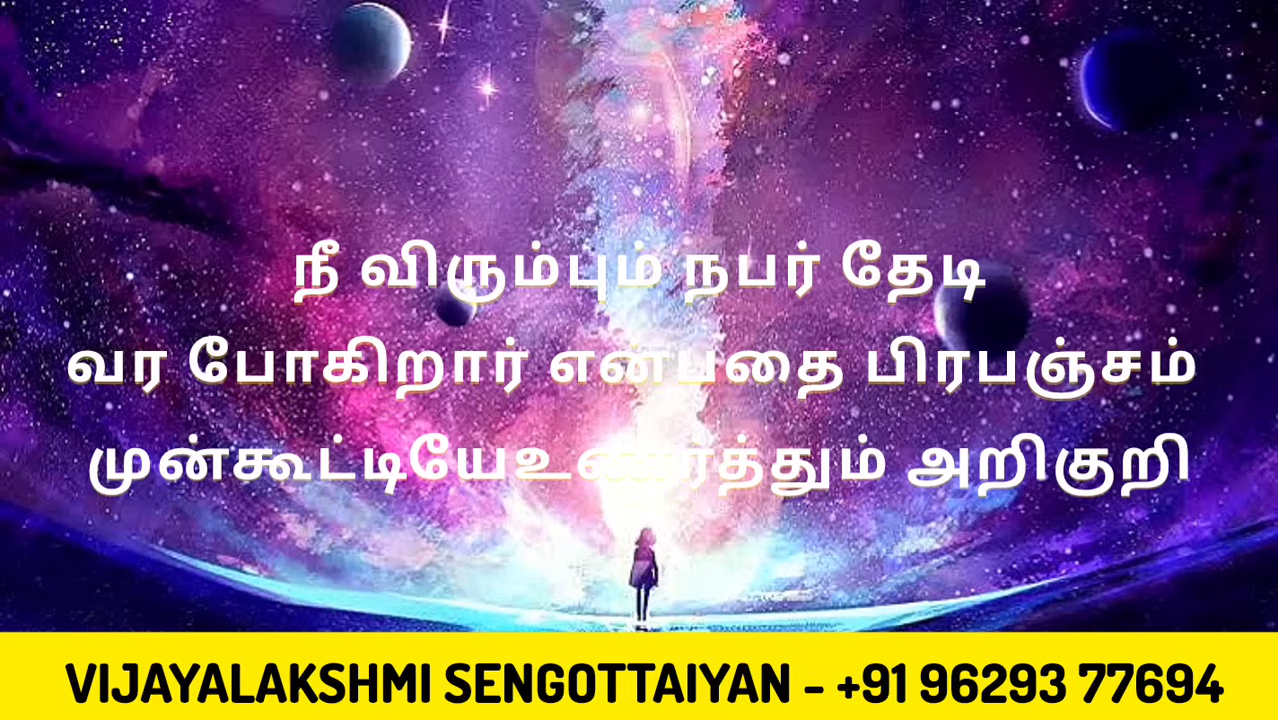 நீ விரும்பும் நபர் தேடி
வர போகிறார் என்பதை பிரபஞ்சம்
முன்கூட்டியேஉணர்த்தும் அறிகுறி
VIJAYALAKSHMI SENGOTTAIYAN - +91 96293 77694